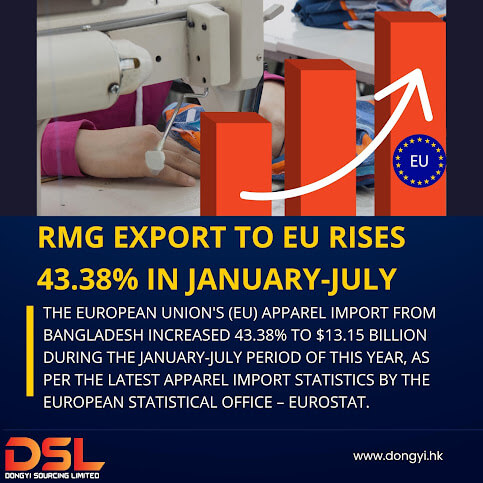 EU
RMG EXPORT TO EU RISES
43.38% IN JANUARY-JULY
THE EUROPEAN UNION'S (EU) APPAREL IMPORT FROM
BANGLADESH INCREASED 43.38% TO $13.15 BILLION
DURING THE JANUARY-JULY PERIOD OF THIS YEAR, AS
PER THE LATEST APPAREL IMPORT STATISTICS BY THE
EUROPEAN STATISTICAL OFFICE – EUROSTAT.
DSL
DONGYI SOURCING LIMITED
www.dongyi.hk